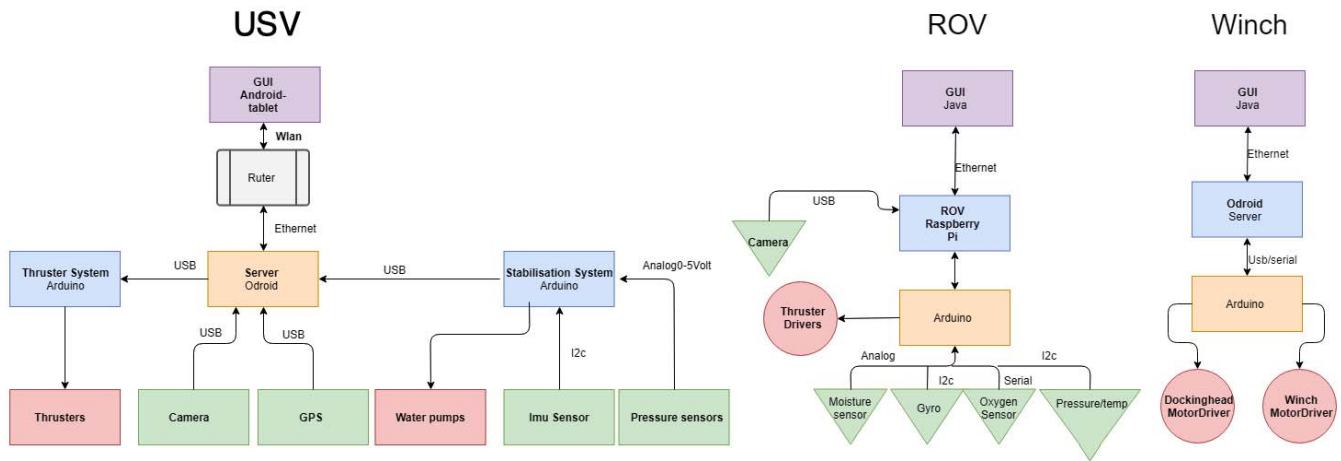 USV
GUI
Android-
tablet
Wlan
Ruter
Ethernet
Thruster System
Arduino
USB
Server
Odroid
USB
Stabilisation System
Arduino
Analog0-5Volt
USB
USB
I2c
Thrusters
Camera
GPS
Water pumps
Imu Sensor
Pressure sensors
ROV
GUI
Java
Ethernet
USB
Camera
ROV
Raspberry
Pi
Thruster
Drivers
Arduino
Analog
I2c
I2c
Serial
Moisture
sensor
Gyro
Oxygen
Sensor
Pressure/temp
Winch
GUI
Java
Ethernet
Odroid
Server
Usb/serial
Arduino
Dockinghead
MotorDriver
Winch
MotorDriver